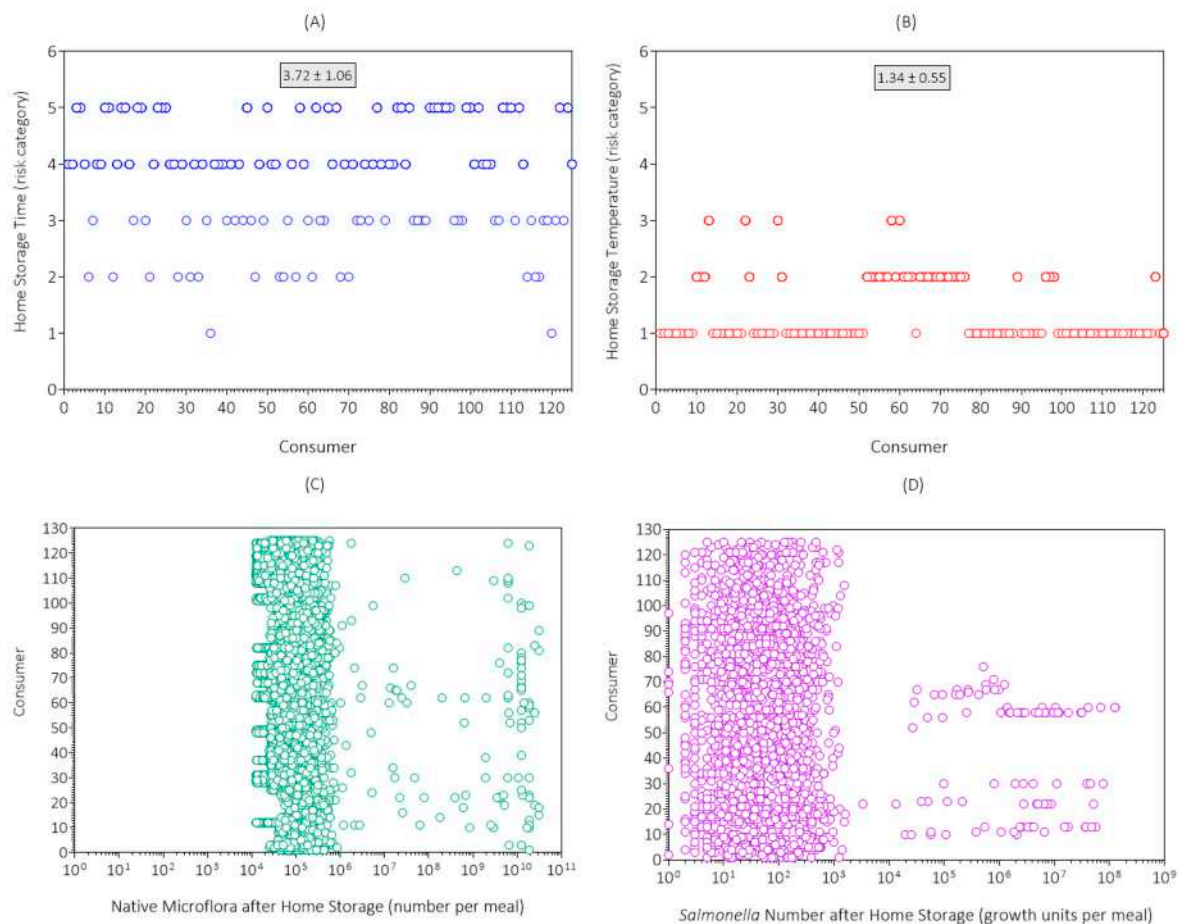 (A)
6
5
4
3
2
1
0
Home Storage Time (risk category)
3.72 ± 1.06
0 10 20 30 40 50 60 70 80 90 100 110 120
Consumer
(B)
6
5
4
3
2
1
0
Home Storage Temperature (risk category)
1.34 ± 0.55
0 10 20 30 40 50 60 70 80 90 100 110 120
Consumer
(C)
130
120
110
100
90
80
70
60
50
40
30
20
10
0
Consumer
10⁰ 10¹ 10² 10³ 10⁴ 10⁵ 10⁶ 10⁷ 10⁸ 10⁹ 10¹⁰ 10¹¹
Native Microflora after Home Storage (number per meal)
(D)
130
120
110
100
90
80
70
60
50
40
30
20
10
0
Consumer
10⁰ 10¹ 10² 10³ 10⁴ 10⁵ 10⁶ 10⁷ 10⁸ 10⁹
Salmonella Number after Home Storage (growth units per meal)